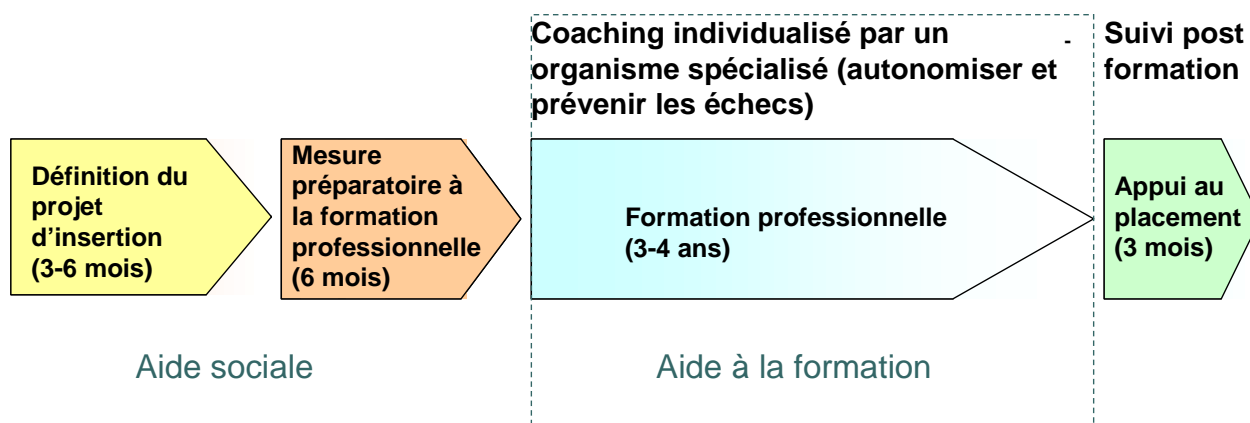 Coaching individualisé par un -
organisme spécialisé (autonomiser et
prévenir les échecs)
Suivi post
formation
Définition du
projet
d’insertion
(3-6 mois)
Mesure
préparatoire à
la formation
professionnelle
(6 mois)
Formation professionnelle
(3-4 ans)
Appui au
placement
(3 mois)
Aide sociale
Aide à la formation